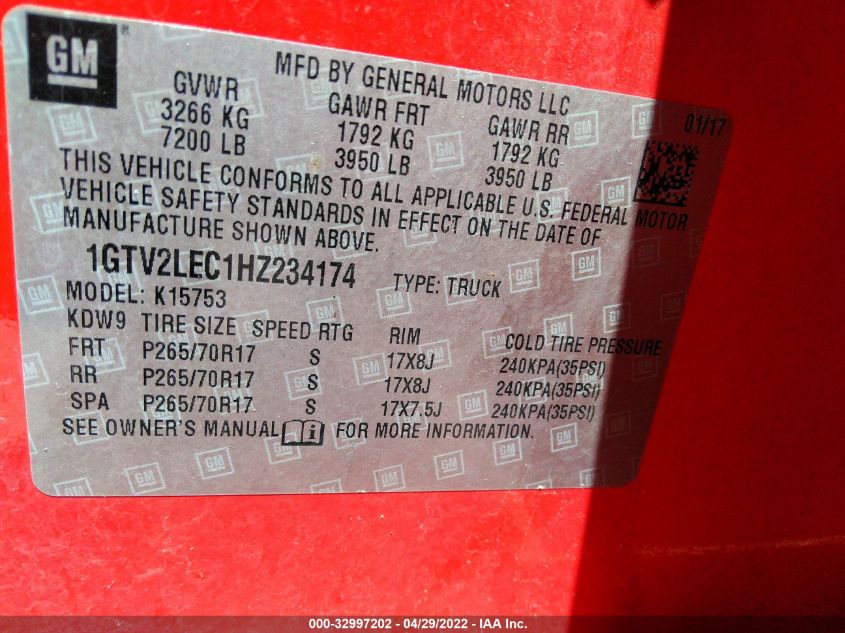 GM
MFD BY GENERAL MOTORS LLC
GVWR GAWR FRT GAWR RR 01/17
3266 KG 1792 KG 1792 KG
7200 LB 3950 LB 3950 LB
THIS VEHICLE CONFORMS TO ALL APPLICABLE U.S. FEDERAL MOTOR
VEHICLE SAFETY STANDARDS IN EFFECT ON THE DATE OF
MANUFACTURE SHOWN ABOVE.
1GTV2LEC1HZ234174 TYPE: TRUCK
MODEL: K15753
KDW9 TIRE SIZE SPEED RTG RIM COLD TIRE PRESSURE
FRT P265/70R17 S 17X8J 240KPA(35PSI)
RR P265/70R17 S 17X8J 240KPA(35PSI)
SPA P265/70R17 S 17X7.5J 240KPA(35PSI)
SEE OWNER'S MANUAL i FOR MORE INFORMATION.
000-32997202 - 04/29/2022 - IAA Inc.